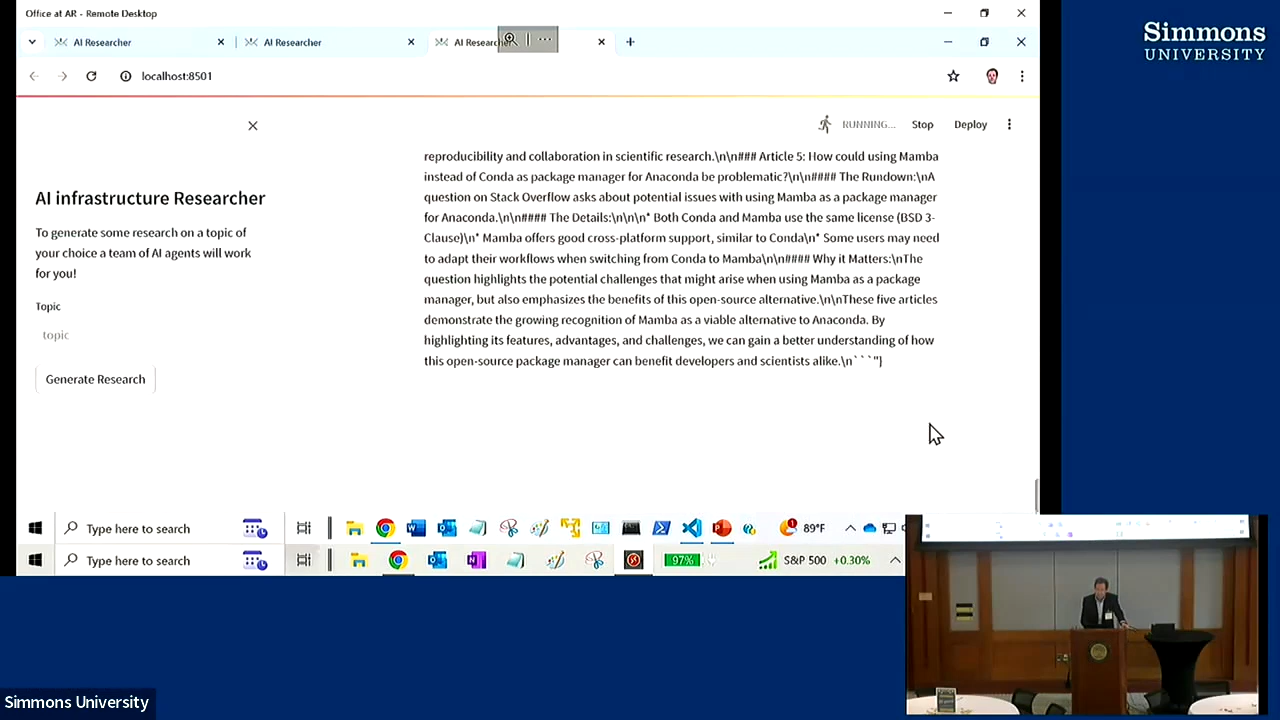 Office at AR - Remote Desktop
Simmons
UNIVERSITY
AI Researcher
AI Researcher
AI Researcher
localhost:8501
RUNNING...
Stop
Deploy
AI infrastructure Researcher
To generate some research on a topic of
your choice a team of AI agents will work
for you!
Topic
topic
Generate Research
reproducibility and collaboration in scientific research.\n\n### Article 5: How could using Mamba
instead of Conda as package manager for Anaconda be problematic?\n\n#### The Rundown:\nA
question on Stack Overflow asks about potential issues with using Mamba as a package manager
for Anaconda.\n\n#### The Details:\n\n\n* Both Conda and Mamba use the same license (BSD 3-
Clause)\n* Mamba offers good cross-platform support, similar to Conda\n* Some users may need
to adapt their workflows when switching from Conda to Mamba\n\n#### Why it Matters:\nThe
question highlights the potential challenges that might arise when using Mamba as a package
manager, but also emphasizes the benefits of this open-source alternative.\n\nThese five articles
demonstrate the growing recognition of Mamba as a viable alternative to Anaconda. By
highlighting its features, advantages, and challenges, we can gain a better understanding of how
this open-source package manager can benefit developers and scientists alike.\n```"}
Type here to search
1
89°F
Type here to search
97%
S&P 500 +0.30%
Simmons University